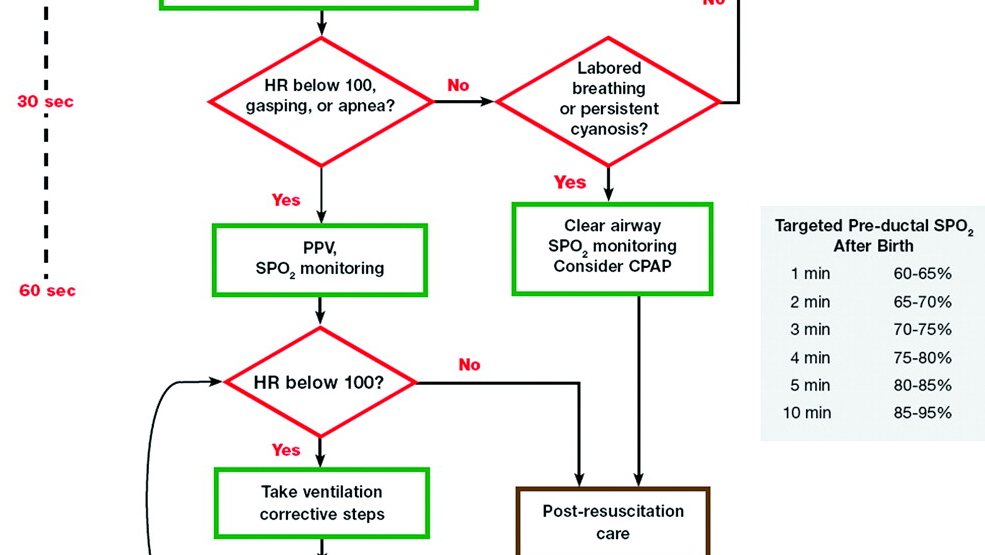 No
30 sec
HR below 100,
gasping, or apnea?
No
Labored
breathing
or persistent
cyanosis?
Yes
Yes
PPV,
SPO₂ monitoring
Clear airway
SPO₂ monitoring
Consider CPAP
60 sec
Targeted Pre-ductal SPO₂
After Birth
1 min 60-65%
2 min 65-70%
3 min 70-75%
4 min 75-80%
5 min 80-85%
10 min 85-95%
HR below 100?
No
Yes
Take ventilation
corrective steps
Post-resuscitation
care